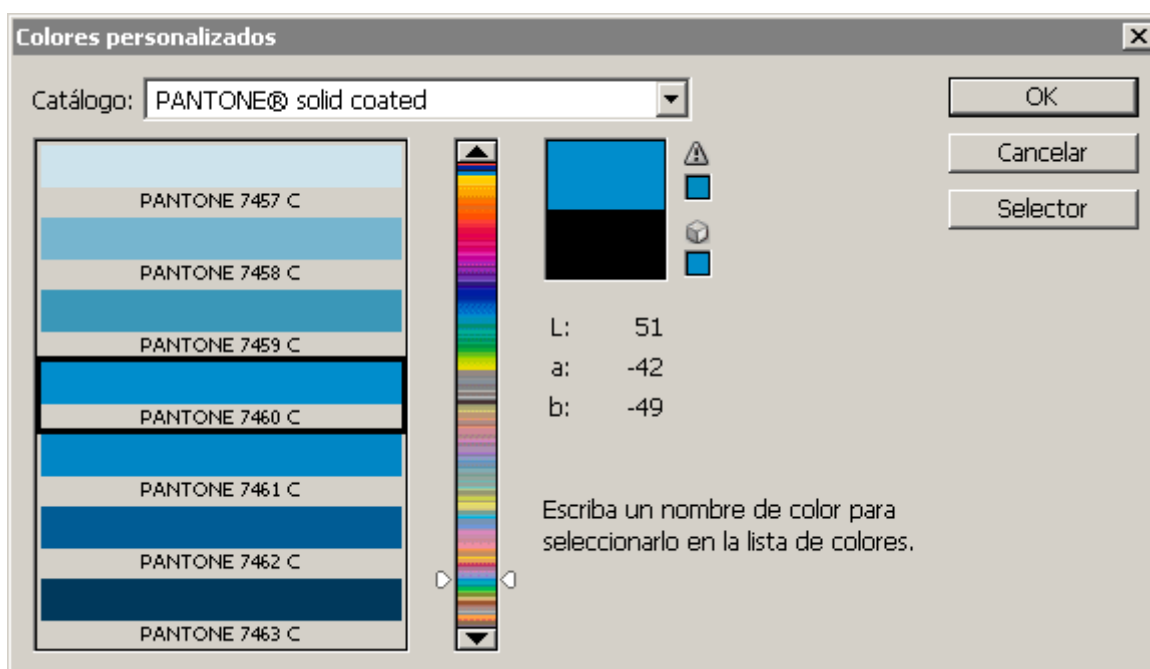 Colores personalizados
Catálogo: PANTONE® solid coated
OK
Cancelar
Selector
PANTONE 7457 C
PANTONE 7458 C
PANTONE 7459 C
PANTONE 7460 C
PANTONE 7461 C
PANTONE 7462 C
PANTONE 7463 C
L: 51
a: -42
b: -49
Escriba un nombre de color para
seleccionarlo en la lista de colores.